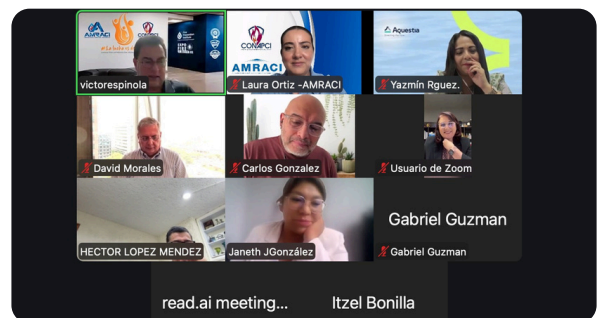 AMRACI
CONAPCI
victorespinola
CONAPCI
AMRACI
Laura Ortiz -AMRACI
Aquestia
Yazmín Rguez.
David Morales
Carlos Gonzalez
Usuario de Zoom
HECTOR LOPEZ MENDEZ
Janeth JGonzález
Gabriel Guzman
Gabriel Guzman
read.ai meeting...
Itzel Bonilla